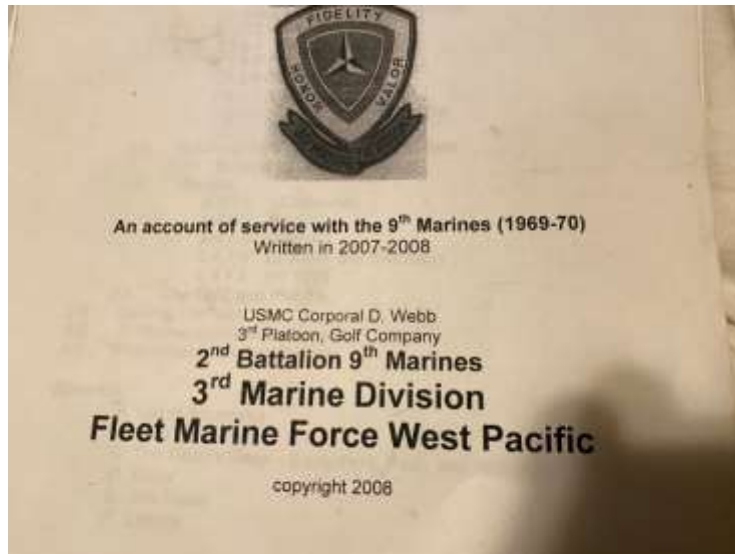 FIDELITY
HONOR
VALOR
An account of service with the 9th Marines (1969-70)
Written in 2007-2008
USMC Corporal D. Webb
3rd Platoon, Golf Company
2nd Battalion 9th Marines
3rd Marine Division
Fleet Marine Force West Pacific
copyright 2008